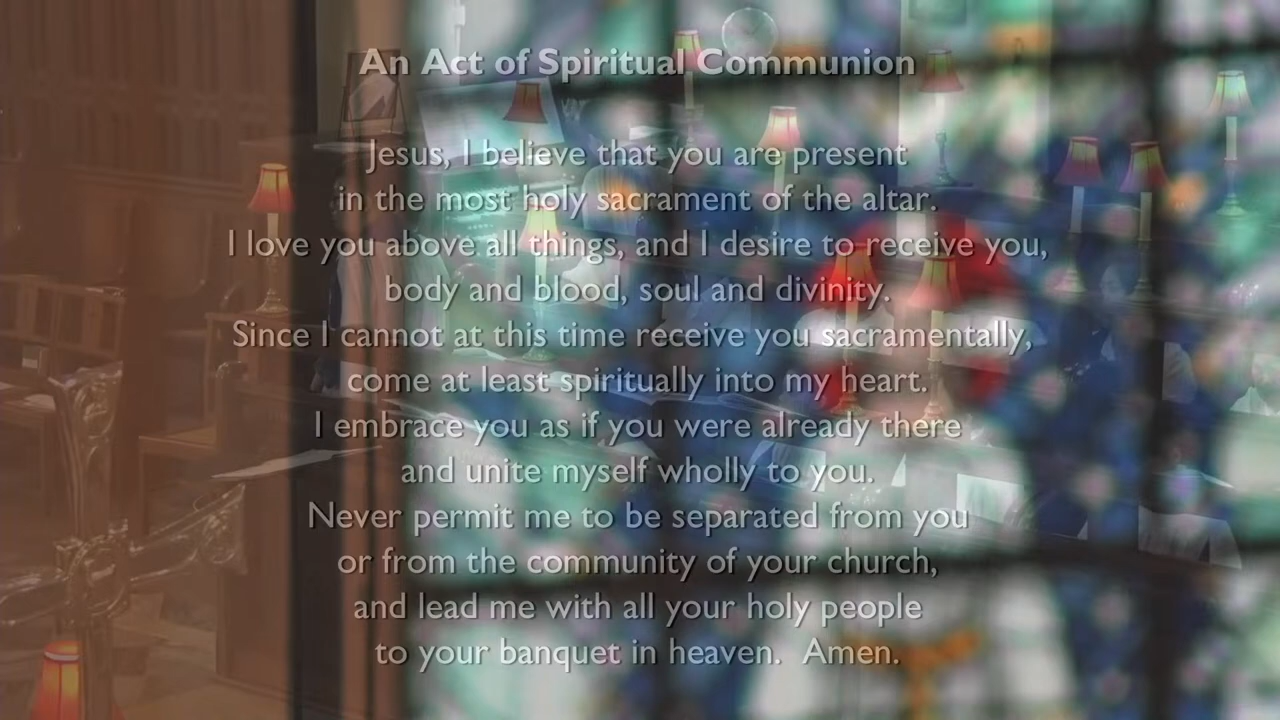 An Act of Spiritual Communion
Jesus, I believe that you are present
in the most holy sacrament of the altar.
I love you above all things, and I desire to receive you,
body and blood, soul and divinity.
Since I cannot at this time receive you sacramentally,
come at least spiritually into my heart.
I embrace you as if you were already there
and unite myself wholly to you.
Never permit me to be separated from you
or from the community of your church,
and lead me with all your holy people
to your banquet in heaven.  Amen.